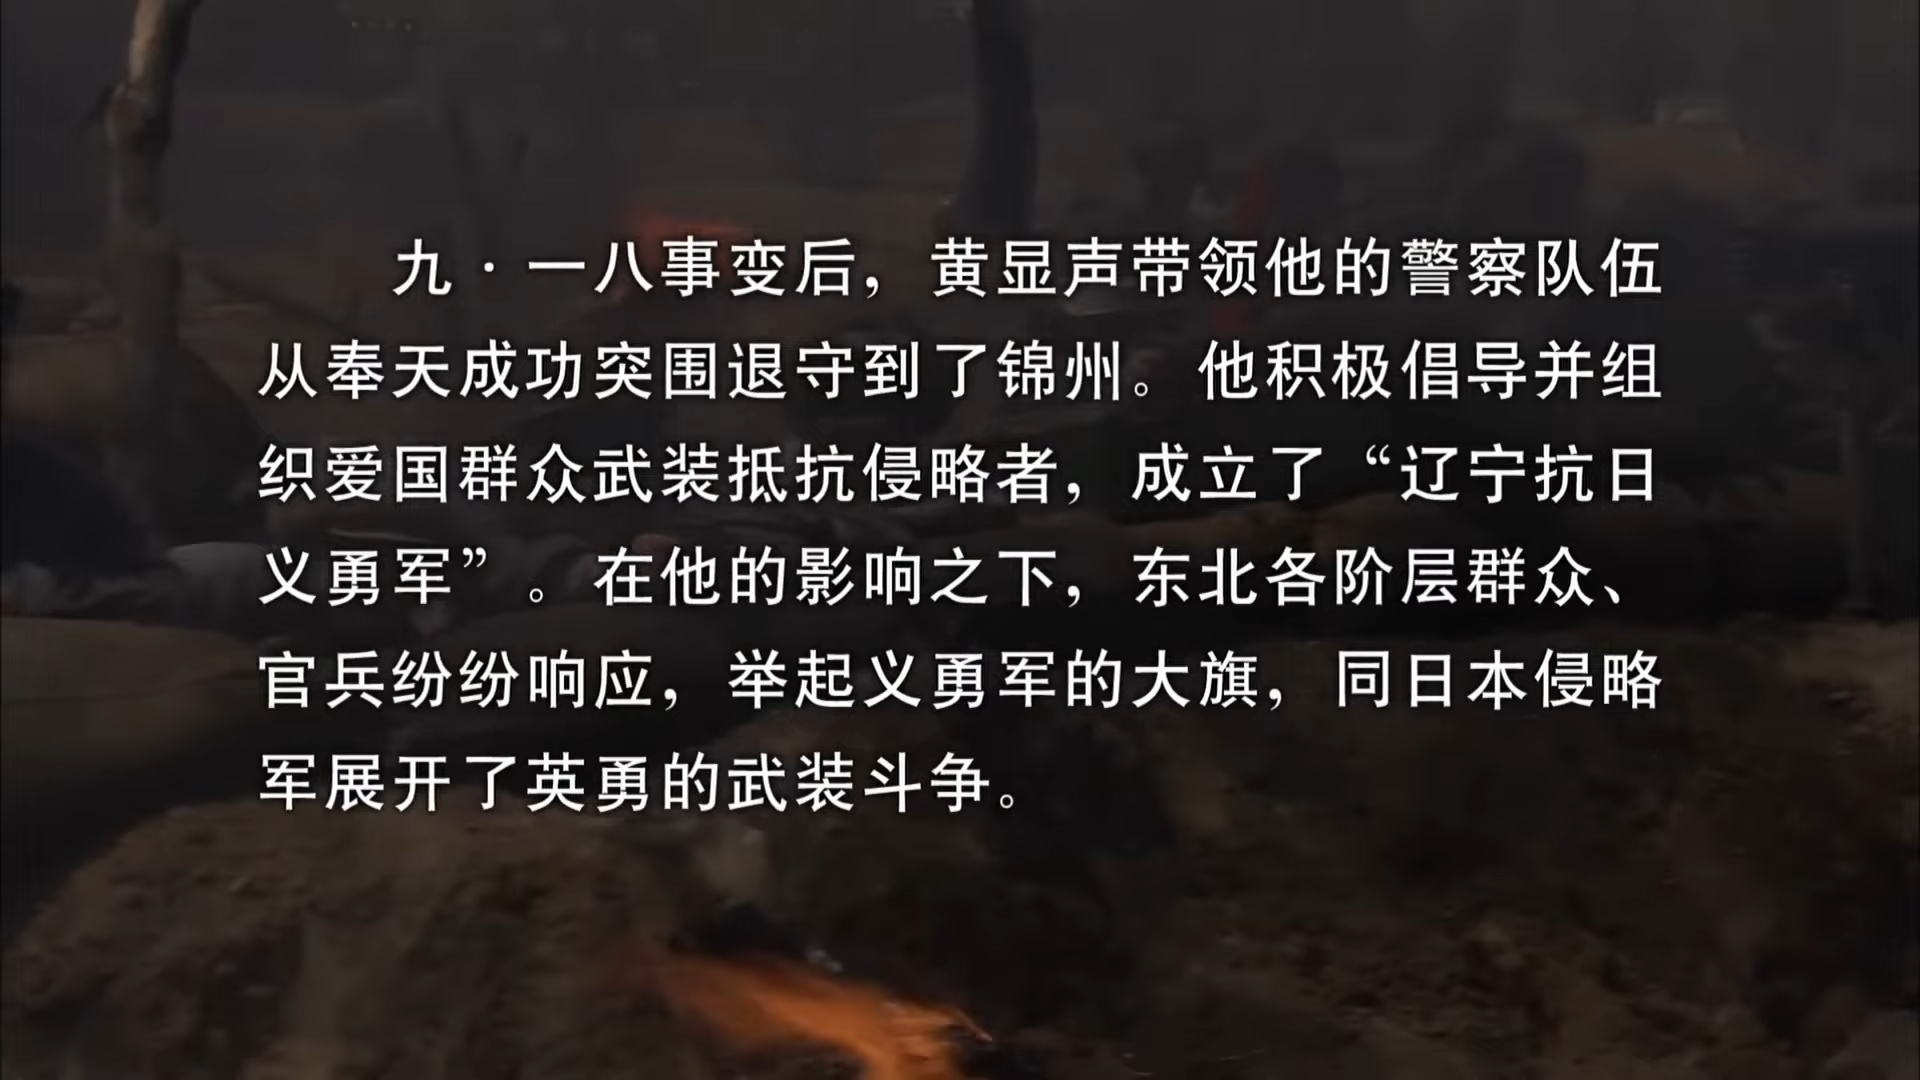 九·一八事变后，黄显声带领他的警察队伍
从奉天成功突围退守到了锦州。他积极倡导并组
织爱国群众武装抵抗侵略者，成立了“辽宁抗日
义勇军”。在他的影响之下，东北各阶层群众、
官兵纷纷响应，举起义勇军的大旗，同日本侵略
军展开了英勇的武装斗争。